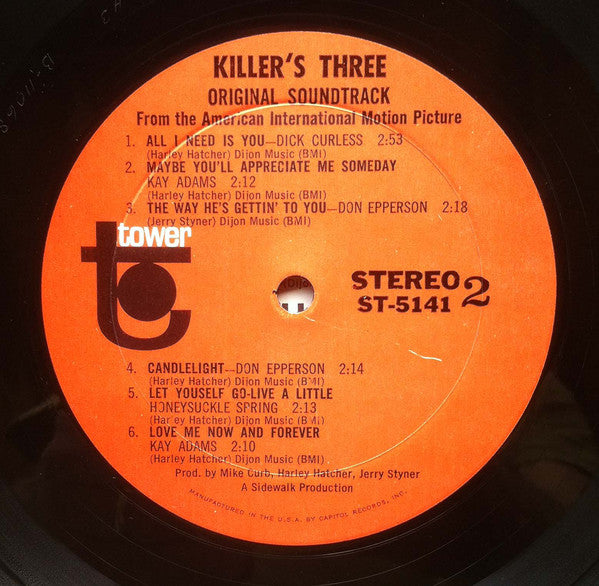 KILLER'S THREE
ORIGINAL SOUNDTRACK
From the American International Motion Picture
1. ALL I NEED IS YOU—DICK CURLESS 2:53
(Harley Hatcher) Dijon Music (BMI)
2. MAYBE YOU'LL APPRECIATE ME SOMEDAY
KAY ADAMS 2:12
(Harley Hatcher) Dijon Music (BMI)
3. THE WAY HE'S GETTIN' TO YOU—DON EPPERSON 2:18
(Jerry Styner) Dijon Music (BMI)
tower
STEREO 2
ST-5141
4. CANDLELIGHT—DON EPPERSON 2:14
(Harley Hatcher) Dijon Music (BMI)
5. LET YOUSELF GO-LIVE A LITTLE
HONEYSUCKLE SPRING 2:13
(Harley Hatcher) Dijon Music (BMI)
6. LOVE ME NOW AND FOREVER
KAY ADAMS 2:10
(Harley Hatcher) Dijon Music (BMI)
Prod. by Mike Curb, Harley Hatcher, Jerry Styner
A Sidewalk Production
MANUFACTURED IN THE U.S.A. BY CAPITOL RECORDS, INC.